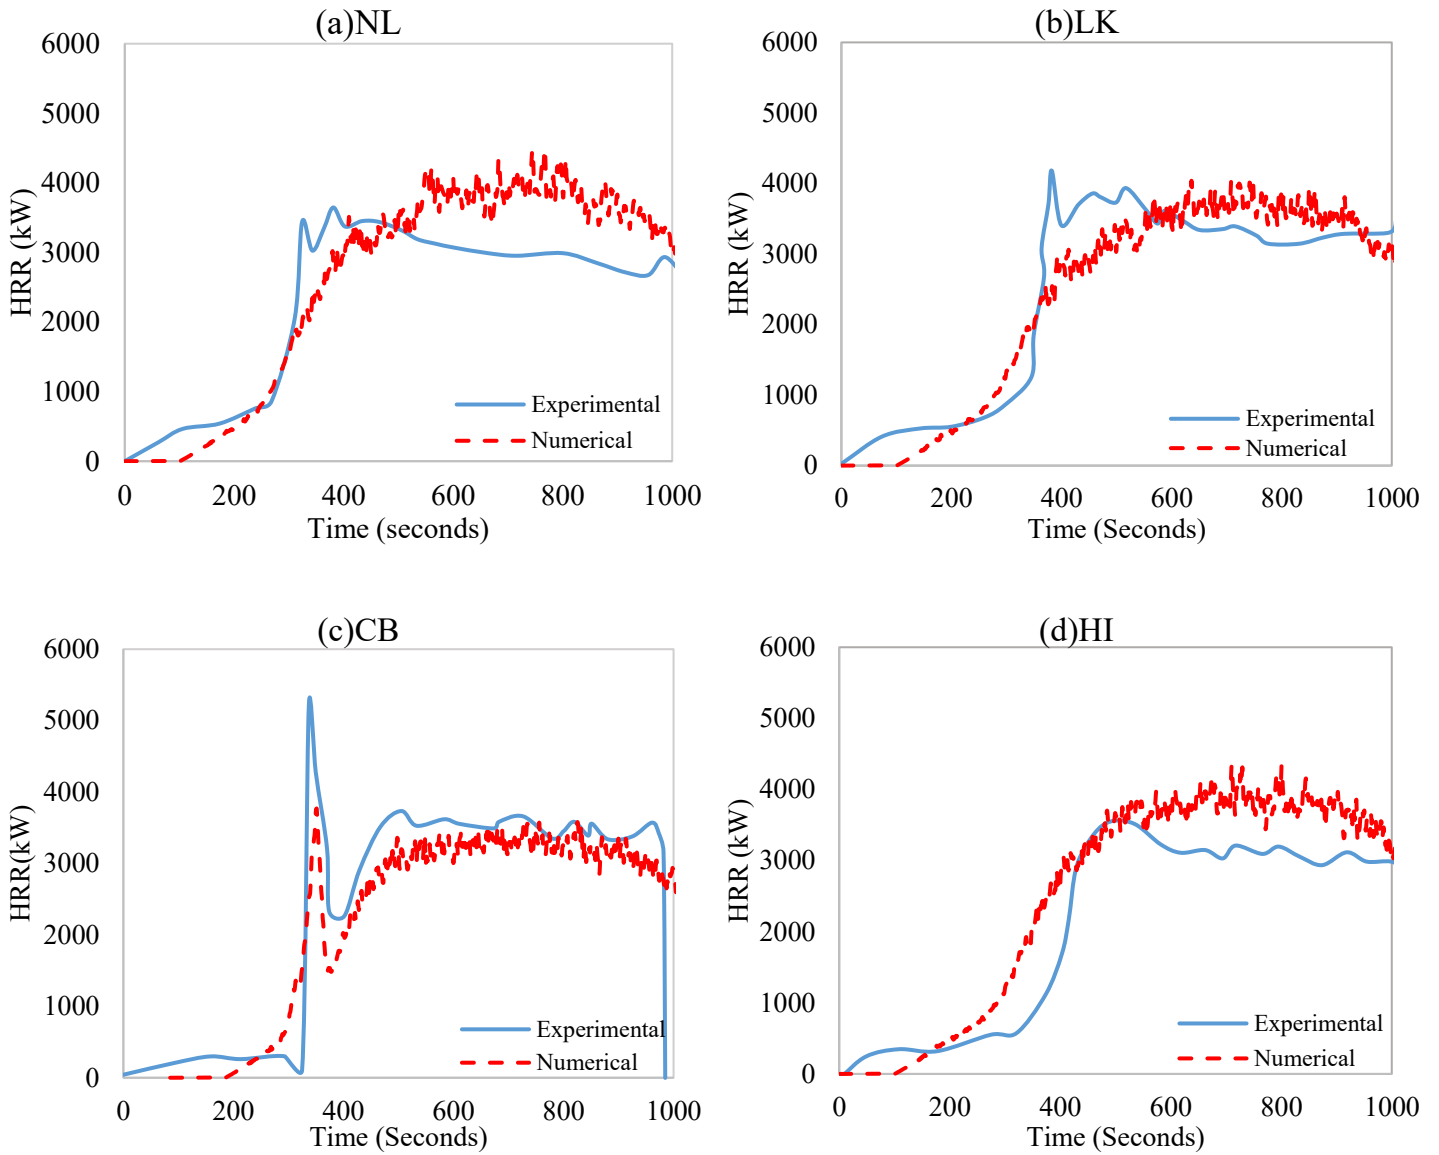 (a)NL
6000
5000
4000
3000
2000
1000
0
HRR (kW)
Experimental
Numerical
0 200 400 600 800 1000
Time (seconds)
(b)LK
6000
5000
4000
3000
2000
1000
0
HRR (kW)
Experimental
Numerical
0 200 400 600 800 1000
Time (Seconds)
(c)CB
6000
5000
4000
3000
2000
1000
0
HRR(kW)
Experimental
Numerical
0 200 400 600 800 1000
Time (Seconds)
(d)HI
6000
5000
4000
3000
2000
1000
0
HRR (kW)
Experimental
Numerical
0 200 400 600 800 1000
Time (Seconds)